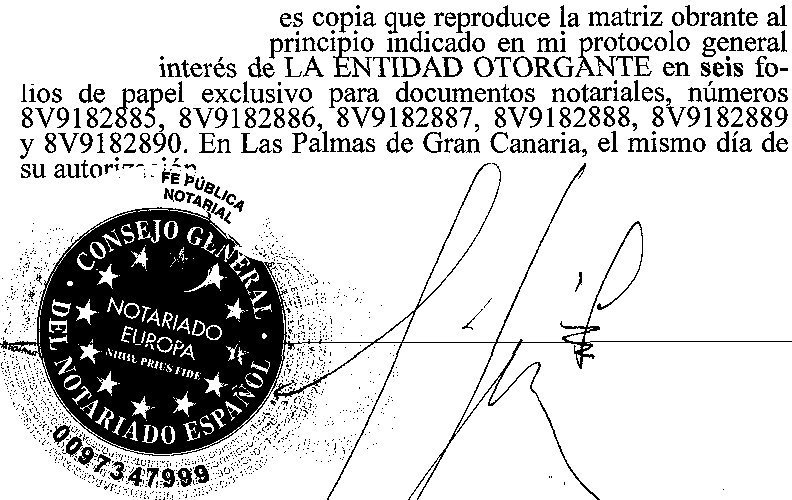 es copia que reproduce la matriz obrante al
principio indicado en mi protocolo general
interés de LA ENTIDAD OTORGANTE en seis fo-
lios de papel exclusivo para documentos notariales, números
8V9182885, 8V9182886, 8V9182887, 8V9182888, 8V9182889
y 8V9182890. En Las Palmas de Gran Canaria, el mismo día de
su autorización
FE PÚBLICA
NOTARIAL
· CONSEJO GENERAL ·
DEL NOTARIADO ESPAÑOL
NOTARIADO
EUROPA
NIHIL PRIUS FIDE
0097347999